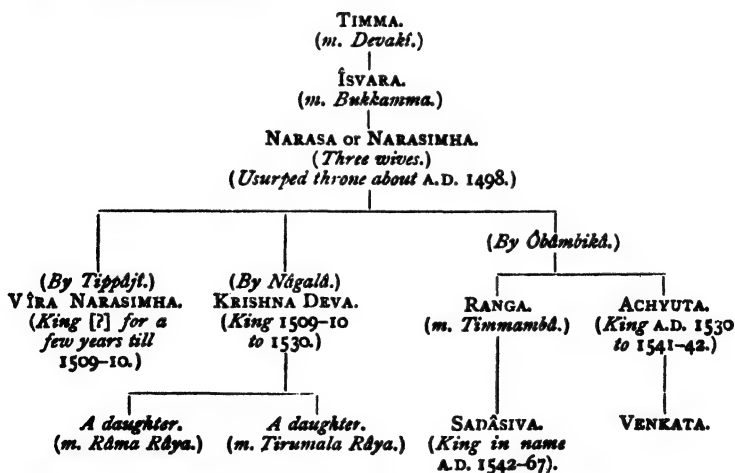 TIMMA.
(m. Devakî.)
ÎSVARA.
(m. Bukkamma.)
NARASA or NARASIMHA.
(Three wives.)
(Usurped throne about A.D. 1498.)
(By Ôbâmbikâ.)
(By Tippâjî.)
VÎRA NARASIMHA.
(King [?] for a
few years till
1509–10.)
(By Nâgalâ.)
KRISHNA DEVA.
(King 1509–10
to 1530.)
RANGA.
(m. Timmambâ.)
ACHYUTA.
(King A.D. 1530
to 1541–42.)
A daughter.
(m. Râma Râya.)
A daughter.
(m. Tirumala Râya.)
SADÂSIVA.
(King in name
A.D. 1542–67).
VENKATA.